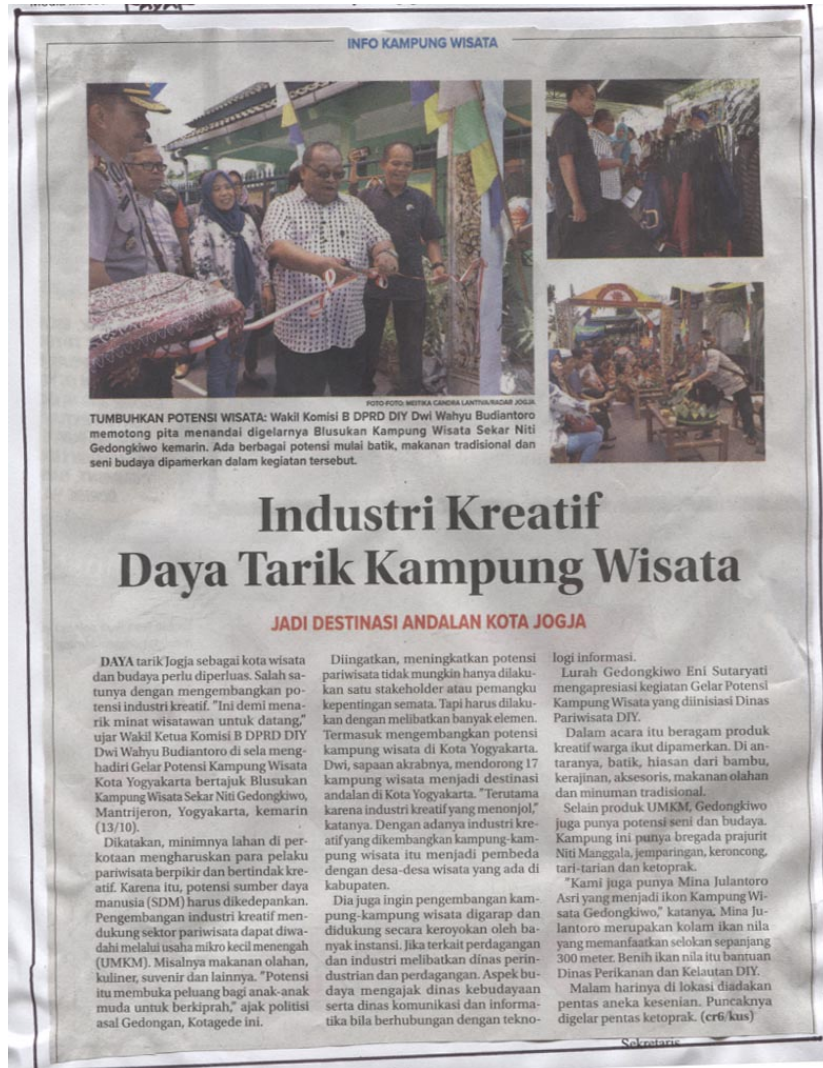 INFO KAMPUNG WISATA
FOTO-FOTO: MEITIKA CANDRA LANTIVA/RADAR JOGJA
TUMBUHKAN POTENSI WISATA: Wakil Komisi B DPRD DIY Dwi Wahyu Budiantoro
memotong pita menandai digelarnya Blusukan Kampung Wisata Sekar Niti
Gedongkiwo kemarin. Ada berbagai potensi mulai batik, makanan tradisional dan
seni budaya dipamerkan dalam kegiatan tersebut.
Industri Kreatif
Daya Tarik Kampung Wisata
JADI DESTINASI ANDALAN KOTA JOGJA
DAYA tarik Jogja sebagai kota wisata
dan budaya perlu diperluas. Salah sa-
tunya dengan mengembangkan po-
tensi industri kreatif. "Ini demi mena-
rik minat wisatawan untuk datang,"
ujar Wakil Ketua Komisi B DPRD DIY
Dwi Wahyu Budiantoro di sela meng-
hadiri Gelar Potensi Kampung Wisata
Kota Yogyakarta bertajuk Blusukan
Kampung Wisata Sekar Niti Gedongkiwo,
Mantrijeron, Yogyakarta, kemarin
(13/10).
Dikatakan, minimnya lahan di per-
kotaan mengharuskan para pelaku
pariwisata berpikir dan bertindak kre-
atif. Karena itu, potensi sumber daya
manusia (SDM) harus dikedepankan.
Pengembangan industri kreatif men-
dukung sektor pariwisata dapat diwa-
dahi melalui usaha mikro kecil menengah
(UMKM). Misalnya makanan olahan,
kuliner, suvenir dan lainnya. "Potensi
itu membuka peluang bagi anak-anak
muda untuk berkiprah," ajak politisi
asal Gedongan, Kotagede ini.
Diingatkan, meningkatkan potensi
pariwisata tidak mungkin hanya dilaku-
kan satu stakeholder atau pemangku
kepentingan semata. Tapi harus dilaku-
kan dengan melibatkan banyak elemen.
Termasuk mengembangkan potensi
kampung wisata di Kota Yogyakarta.
Dwi, sapaan akrabnya, mendorong 17
kampung wisata menjadi destinasi
andalan di Kota Yogyakarta. "Terutama
karena industri kreatif yang menonjol,"
katanya. Dengan adanya industri kre-
atif yang dikembangkan kampung-kam-
pung wisata itu menjadi pembeda
dengan desa-desa wisata yang ada di
kabupaten.
Dia juga ingin pengembangan kam-
pung-kampung wisata digarap dan
didukung secara keroyokan oleh ba-
nyak instansi. Jika terkait perdagangan
dan industri melibatkan dinas perin-
dustrian dan perdagangan. Aspek bu-
daya mengajak dinas kebudayaan
serta dinas komunikasi dan informa-
tika bila berhubungan dengan tekno-
logi informasi.
Lurah Gedongkiwo Eni Sutaryati
mengapresiasi kegiatan Gelar Potensi
Kampung Wisata yang diinisiasi Dinas
Pariwisata DIY.
Dalam acara itu beragam produk
kreatif warga ikut dipamerkan. Di an-
taranya, batik, hiasan dari bambu,
kerajinan, aksesoris, makanan olahan
dan minuman tradisional.
Selain produk UMKM, Gedongkiwo
juga punya potensi seni dan budaya.
Kampung ini punya bregada prajurit
Niti Manggala, jemparingan, keroncong,
tari-tarian dan ketoprak.
"Kami juga punya Mina Julantoro
Asri yang menjadi ikon Kampung Wi-
sata Gedongkiwo," katanya. Mina Ju-
lantoro merupakan kolam ikan nila
yang memanfaatkan selokan sepanjang
300 meter. Benih ikan nila itu bantuan
Dinas Perikanan dan Kelautan DIY.
Malam harinya di lokasi diadakan
pentas aneka kesenian. Puncaknya
digelar pentas ketoprak. (cr6/kus)
Sekretaris